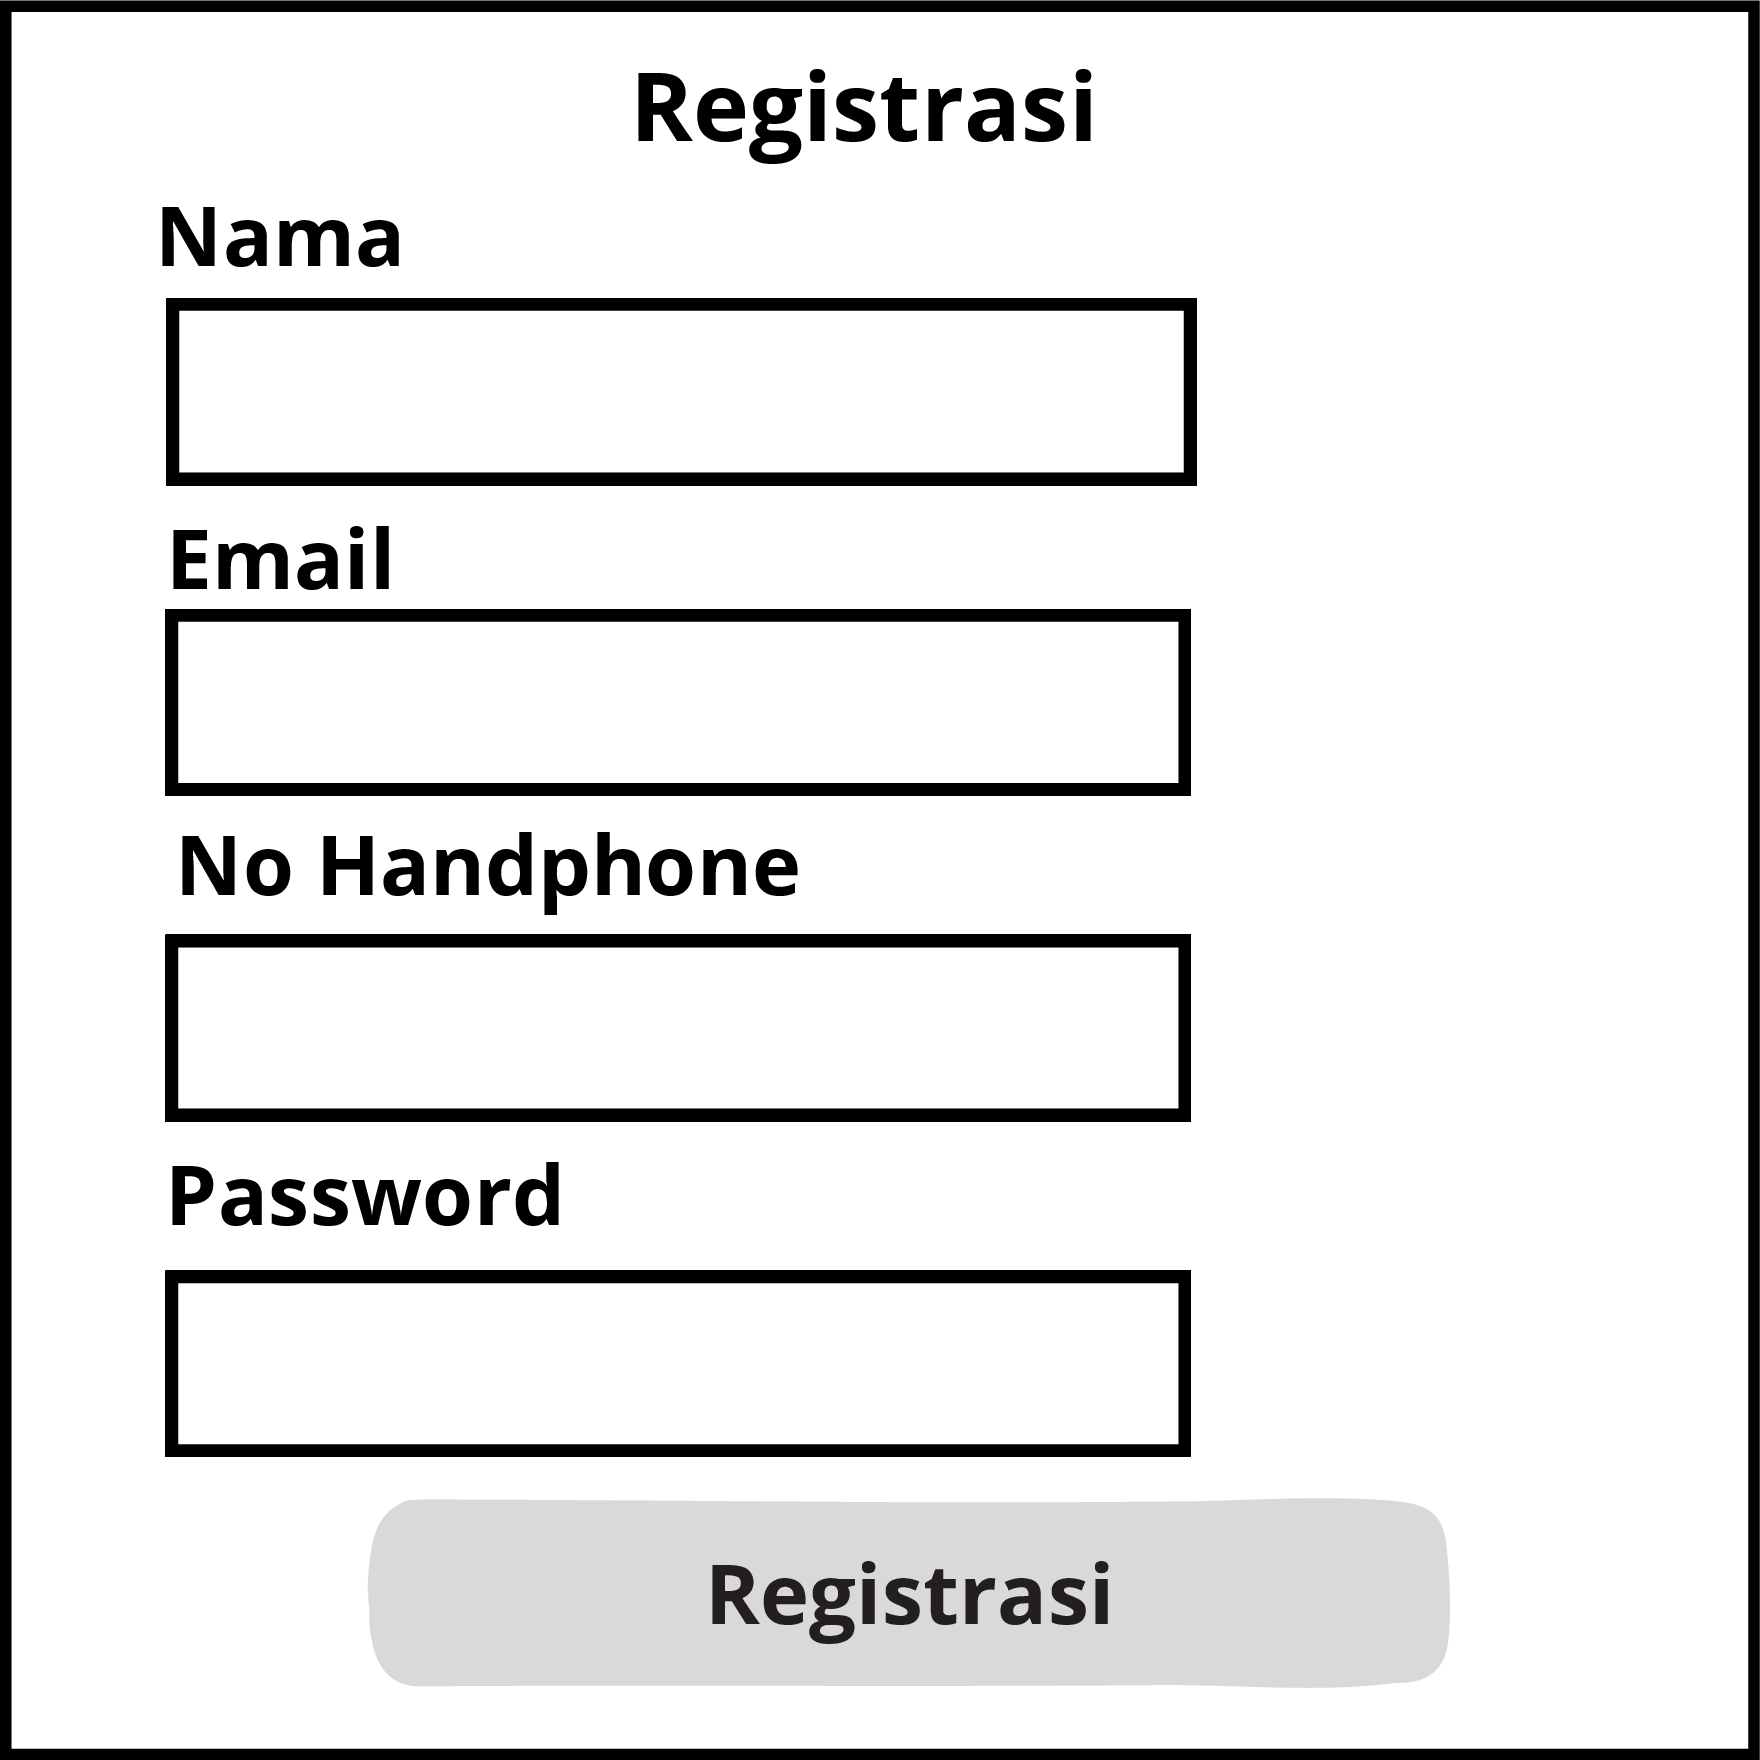 Registrasi
Nama
Email
No Handphone
Password
Registrasi